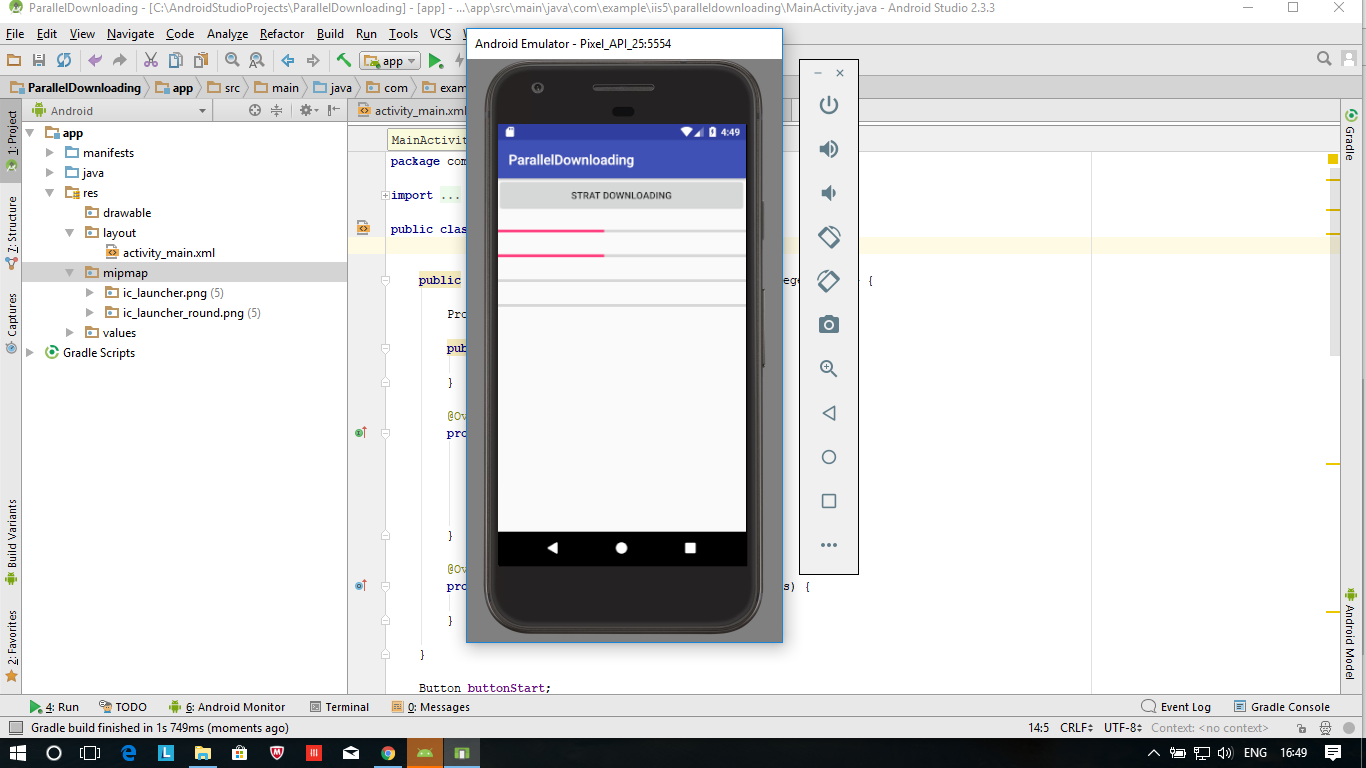 ParallelDownloading - [C:\AndroidStudioProjects\ParallelDownloading] - [app] - ...\app\src\main\java\com\example\iis5\paralleldownloading\MainActivity.java - Android Studio 2.3.3
File Edit View Navigate Code Analyze Refactor Build Run Tools VCS
app
ParallelDownloading app src main java com exam
Android
activity_main.xml
1: Project
7: Structure
Captures
Build Variants
2: Favorites
app
manifests
java
res
drawable
layout
activity_main.xml
mipmap
ic_launcher.png (5)
ic_launcher_round.png (5)
values
Gradle Scripts
MainActivit
package com
import ...
public clas
public ege {
Pro
pub
}
@Ov
pro
}
@Ov
pro s) {
}
}
Button buttonStart;
Android Emulator - Pixel_API_25:5554
4:49
ParallelDownloading
STRAT DOWNLOADING
Gradle
Android Model
4: Run TODO 6: Android Monitor Terminal 0: Messages Event Log Gradle Console
Gradle build finished in 1s 749ms (moments ago) 14:5 CRLF UTF-8 Context: <no context>
ENG 16:49